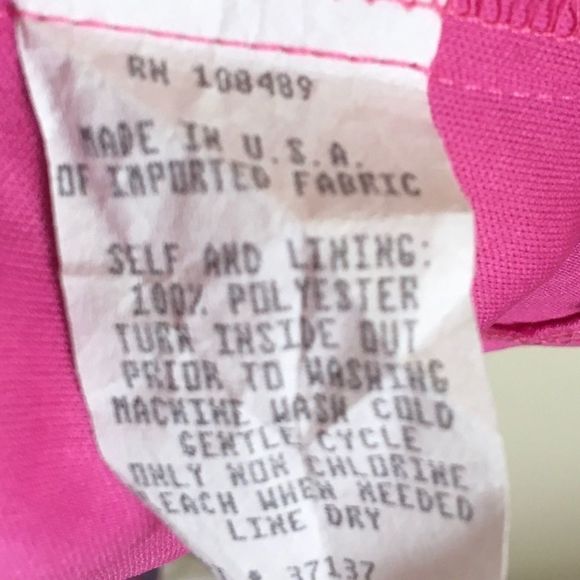 RN 108489
MADE IN U.S.A.
OF IMPORTED FABRIC
SELF AND LINING:
100% POLYESTER
TURN INSIDE OUT
PRIOR TO WASHING
MACHINE WASH COLD
GENTLE CYCLE
ONLY NON CHLORINE
BLEACH WHEN NEEDED
LINE DRY
# 37137